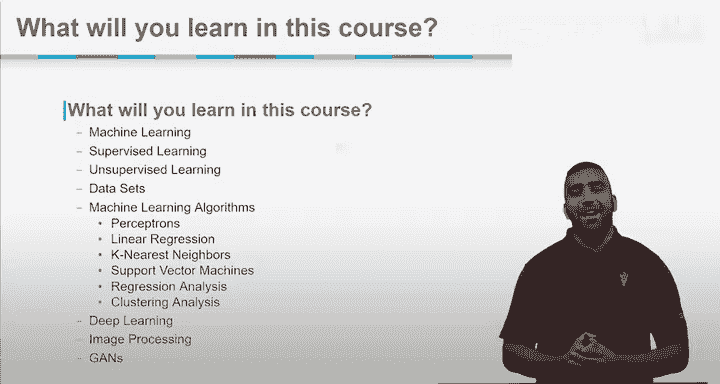 What will you learn in this course?
What will you learn in this course?
– Machine Learning
– Supervised Learning
– Unsupervised Learning
– Data Sets
– Machine Learning Algorithms
• Perceptrons
• Linear Regression
• K-Nearest Neighbors
• Support Vector Machines
• Regression Analysis
• Clustering Analysis
– Deep Learning
– Image Processing
– GANs